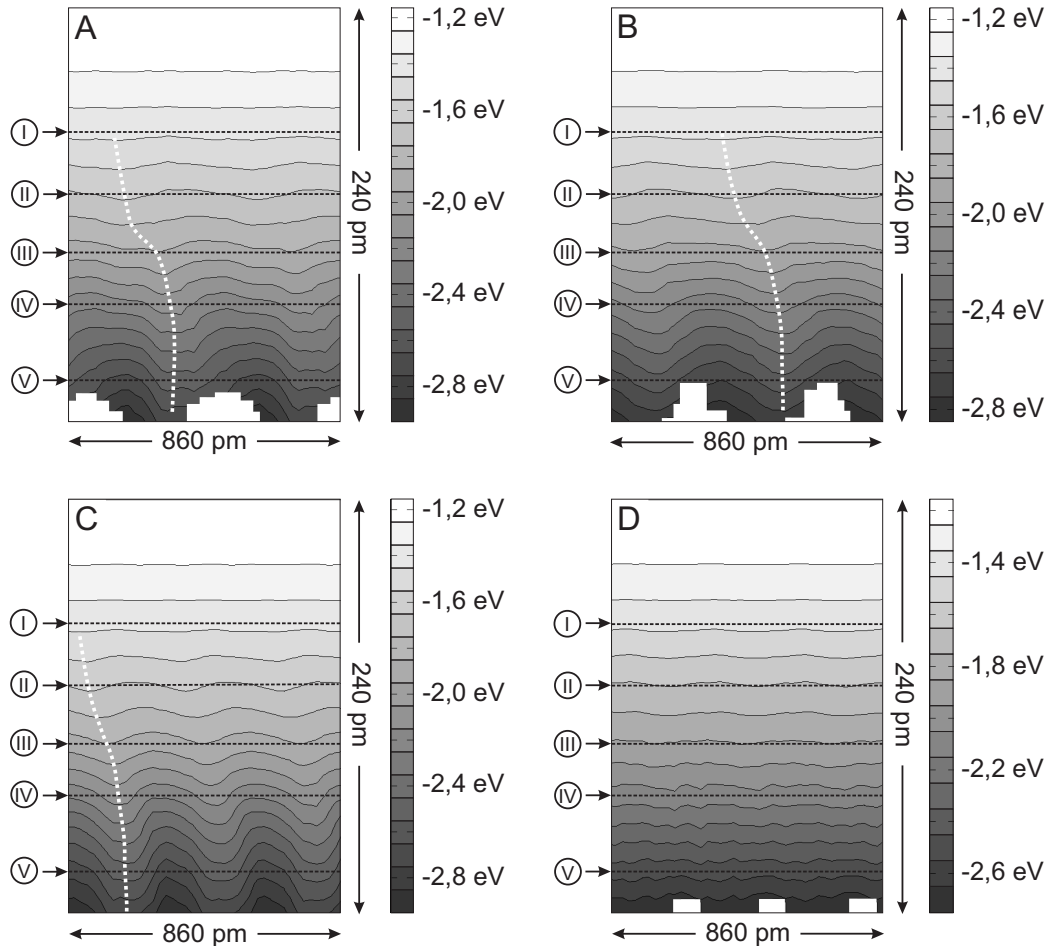 A
I
II
III
IV
V
240 pm
860 pm
-1,2 eV
-1,6 eV
-2,0 eV
-2,4 eV
-2,8 eV
B
I
II
III
IV
V
240 pm
860 pm
-1,2 eV
-1,6 eV
-2,0 eV
-2,4 eV
-2,8 eV
C
I
II
III
IV
V
240 pm
860 pm
-1,2 eV
-1,6 eV
-2,0 eV
-2,4 eV
-2,8 eV
D
I
II
III
IV
V
240 pm
860 pm
-1,4 eV
-1,8 eV
-2,2 eV
-2,6 eV